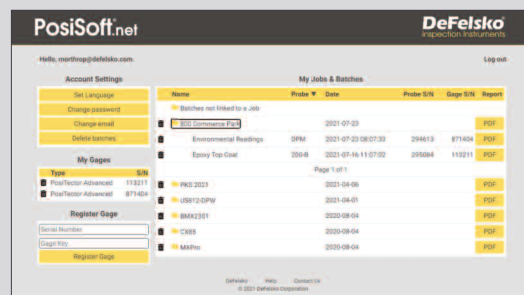 PosiSoft.net
DeFelsko
inspection instruments
Hello, morthrop@defelsko.com.
Log out
Account Settings
Set Language
Change password
Change email
Delete batches
My Gages
Type S/N
PosiTector Advanced 113211
PosiTector Advanced 871404
Register Gage
Serial Number
Gage Key
Register Gage
My Jobs & Batches
Name Probe ▼ Date Probe S/N Gage S/N Report
Batches not linked to a Job
800 Commerce Park 2021-07-23 PDF
Environmental Readings DPM 2021-07-23 08:07:33 294613 871404 PDF
Epoxy Top Coat 200-B 2021-07-16 11:07:02 295084 113211 PDF
Page 1 of 1
PKS 2021 2021-04-06 PDF
US612-DPW 2021-04-01 PDF
BMX2301 2020-08-04 PDF
CX85 2020-08-04 PDF
MXPro 2020-08-04 PDF
DeFelsko Help Contact Us
© 2021 DeFelsko Corporation